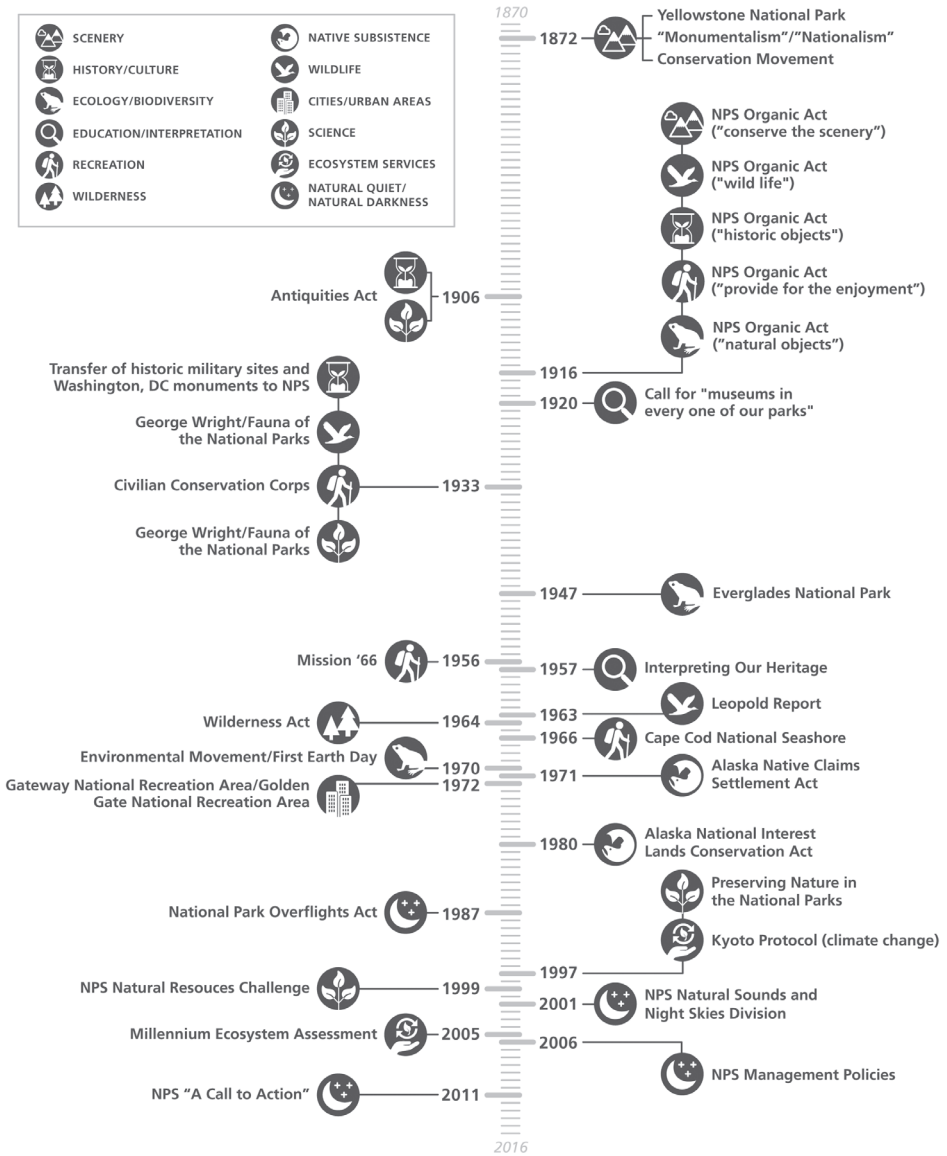 SCENERY
HISTORY/CULTURE
ECOLOGY/BIODIVERSITY
EDUCATION/INTERPRETATION
RECREATION
WILDERNESS
NATIVE SUBSISTENCE
WILDLIFE
CITIES/URBAN AREAS
SCIENCE
ECOSYSTEM SERVICES
NATURAL QUIET/
NATURAL DARKNESS
1870
1872
Yellowstone National Park
“Monumentalism”/”Nationalism”
Conservation Movement
NPS Organic Act
(”conserve the scenery”)
NPS Organic Act
("wild life")
NPS Organic Act
("historic objects")
NPS Organic Act
(”provide for the enjoyment”)
NPS Organic Act
(”natural objects”)
Antiquities Act
1906
1916
Transfer of historic military sites and
Washington, DC monuments to NPS
1920
Call for "museums in
every one of our parks"
George Wright/Fauna of
the National Parks
Civilian Conservation Corps
1933
George Wright/Fauna of
the National Parks
1947
Everglades National Park
Mission ‘66
1956
1957
Interpreting Our Heritage
1963
Leopold Report
Wilderness Act
1964
1966
Cape Cod National Seashore
Environmental Movement/First Earth Day
1970
1971
Alaska Native Claims
Settlement Act
Gateway National Recreation Area/Golden
Gate National Recreation Area
1972
1980
Alaska National Interest
Lands Conservation Act
Preserving Nature in
the National Parks
National Park Overflights Act
1987
Kyoto Protocol (climate change)
1997
NPS Natural Resouces Challenge
1999
2001
NPS Natural Sounds and
Night Skies Division
Millennium Ecosystem Assessment
2005
2006
NPS Management Policies
NPS “A Call to Action”
2011
2016